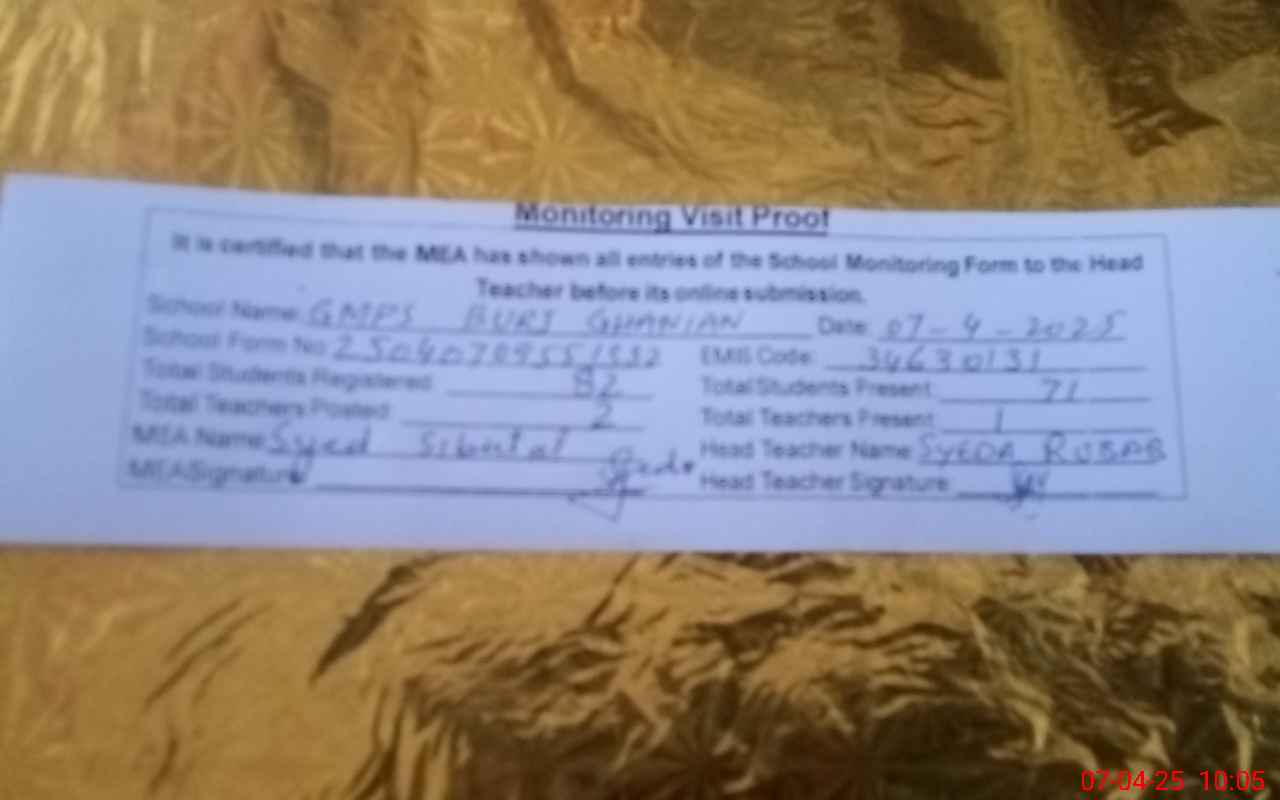 Monitoring Visit Proof
It is certified that the MEA has shown all entries of the School Monitoring Form to the Head
Teacher before its online submission.
School Name: GMPS BURJ GHANIAN Date: 07-4-2025
School Form No EMIS Code: 34630131
Total Students Registered: 82 Total Students Present: 71
Total Teachers Posted: 2 Total Teachers Present: 1
MEA Name: Syed Head Teacher Name: SYEDA RUBAB
MEA Signature Head Teacher Signature:
07-04-25 10:05